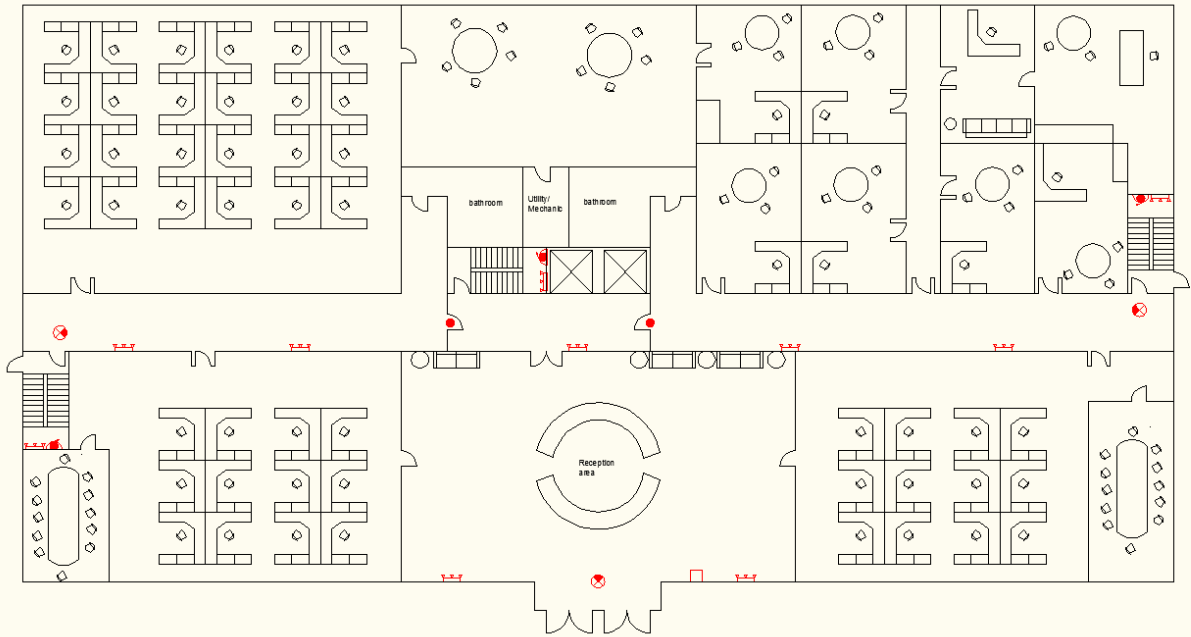 bathroom
Utility/
Mechanic
bathroom
Reception
area